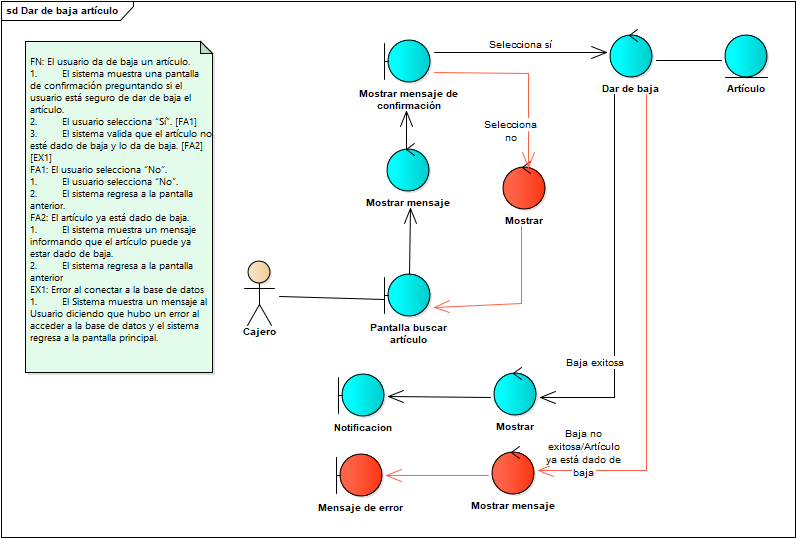 sd Dar de baja artículo
FN: El usuario da de baja un artículo.
1. El sistema muestra una pantalla
de confirmación preguntando si el
usuario está seguro de dar de baja el
artículo.
2. El usuario selecciona “Sí”. [FA1]
3. El sistema valida que el artículo no
esté dado de baja y lo da de baja. [FA2]
[EX1]
FA1: El usuario selecciona “No”.
1. El usuario selecciona “No”.
2. El sistema regresa a la pantalla
anterior.
FA2: El artículo ya está dado de baja.
1. El sistema muestra un mensaje
informando que el artículo puede ya
estar dado de baja.
2. El sistema regresa a la pantalla
anterior
EX1: Error al conectar a la base de datos
1. El Sistema muestra un mensaje al
Usuario diciendo que hubo un error al
acceder a la base de datos y el sistema
regresa a la pantalla principal.
Selecciona sí
Mostrar mensaje de
confirmación
Dar de baja
Artículo
Selecciona
no
Mostrar mensaje
Mostrar
Cajero
Pantalla buscar
artículo
Baja exitosa
Notificacion
Mostrar
Baja no
exitosa/Artículo
ya está dado de
baja
Mensaje de error
Mostrar mensaje